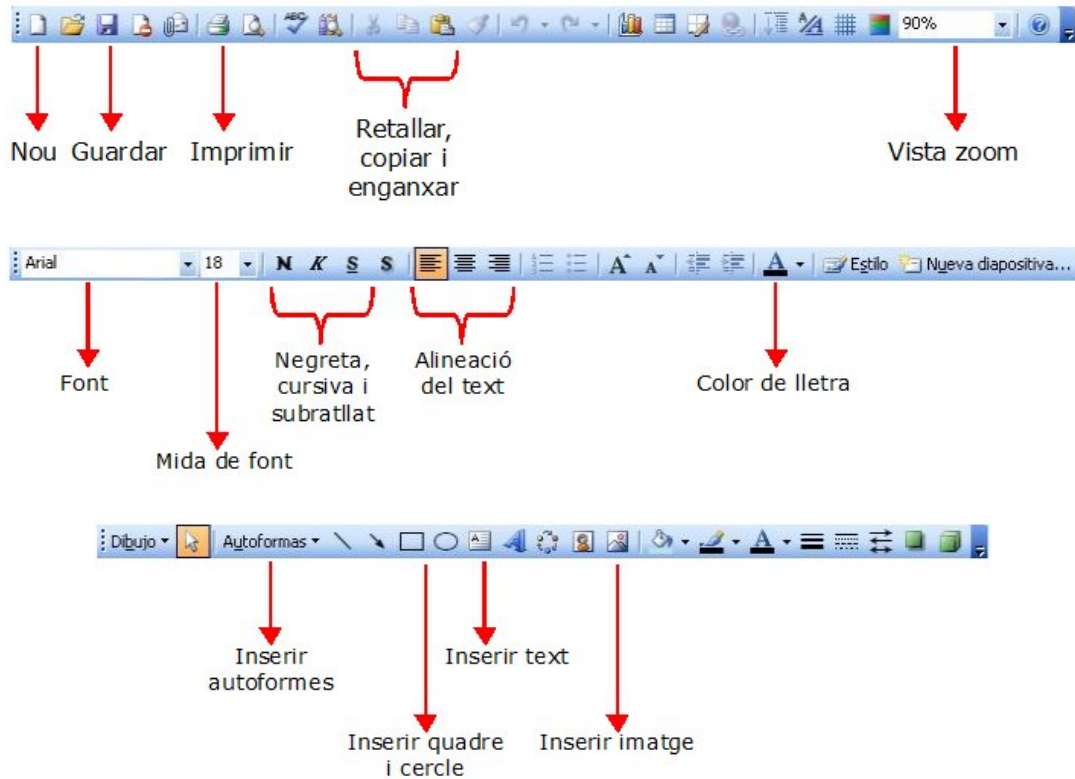 ABC
90%
Nou Guardar Imprimir
Retallar,
copiar i
enganxar
Vista zoom
Arial 18 N K S S A A A Estilo Nueva diapositiva...
Font
Mida de font
Negreta,
cursiva i
subratllat
Alineació
del text
Color de lletra
Dibujo Autoformas A A A
Inserir
autoformes
Inserir text
Inserir quadre
i cercle
Inserir imatge